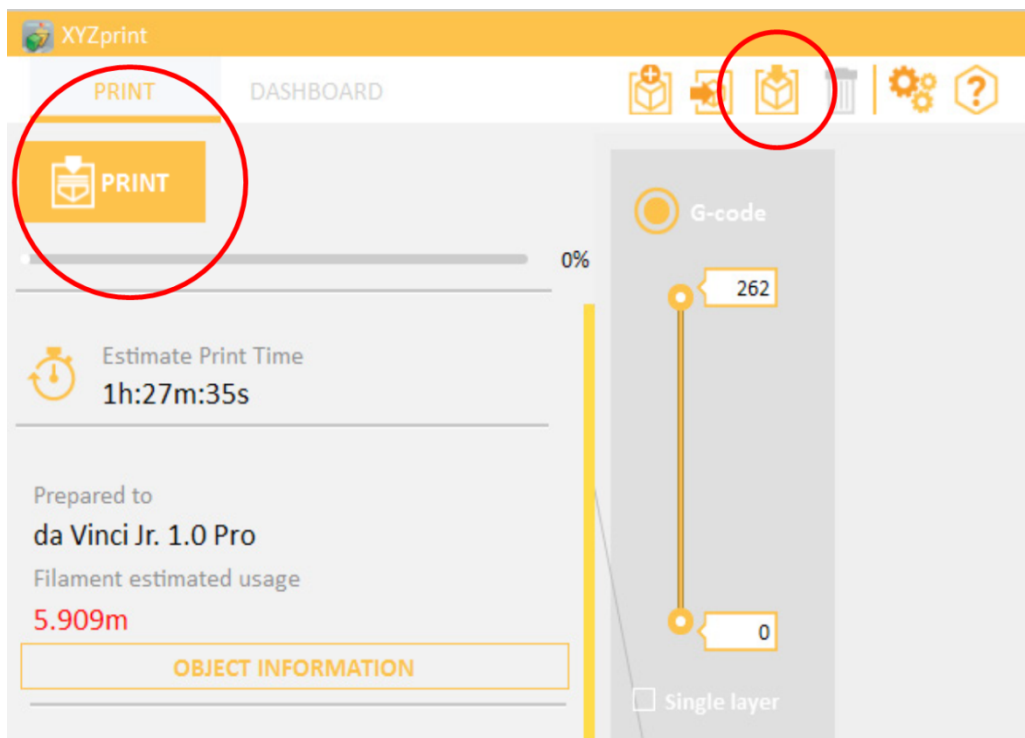 XYZprint
PRINT
DASHBOARD
?
PRINT
0%
Estimate Print Time
1h:27m:35s
Prepared to
da Vinci Jr. 1.0 Pro
Filament estimated usage
5.909m
OBJECT INFORMATION
G-code
262
0
Single layer